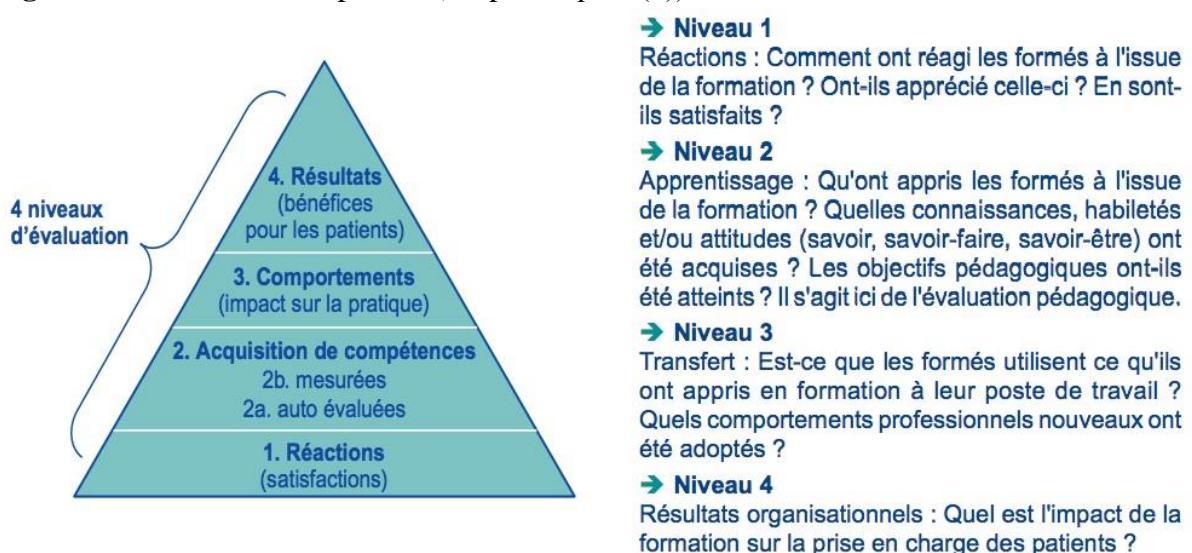 4 niveaux
d'évaluation
4. Résultats
(bénéfices
pour les patients)
3. Comportements
(impact sur la pratique)
2. Acquisition de compétences
2b. mesurées
2a. auto évaluées
1. Réactions
(satisfactions)
➔ Niveau 1
Réactions : Comment ont réagi les formés à l'issue
de la formation ? Ont-ils apprécié celle-ci ? En sont-
ils satisfaits ?
➔ Niveau 2
Apprentissage : Qu'ont appris les formés à l'issue
de la formation ? Quelles connaissances, habiletés
et/ou attitudes (savoir, savoir-faire, savoir-être) ont
été acquises ? Les objectifs pédagogiques ont-ils
été atteints ? Il s'agit ici de l'évaluation pédagogique.
➔ Niveau 3
Transfert : Est-ce que les formés utilisent ce qu'ils
ont appris en formation à leur poste de travail ?
Quels comportements professionnels nouveaux ont
été adoptés ?
➔ Niveau 4
Résultats organisationnels : Quel est l'impact de la
formation sur la prise en charge des patients ?